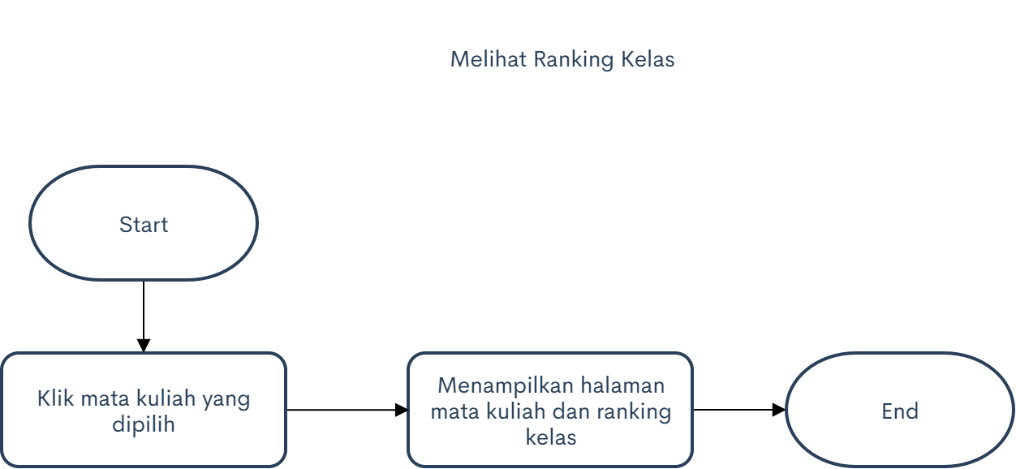 Melihat Ranking Kelas
Start
Klik mata kuliah yang
dipilih
Menampilkan halaman
mata kuliah dan ranking
kelas
End